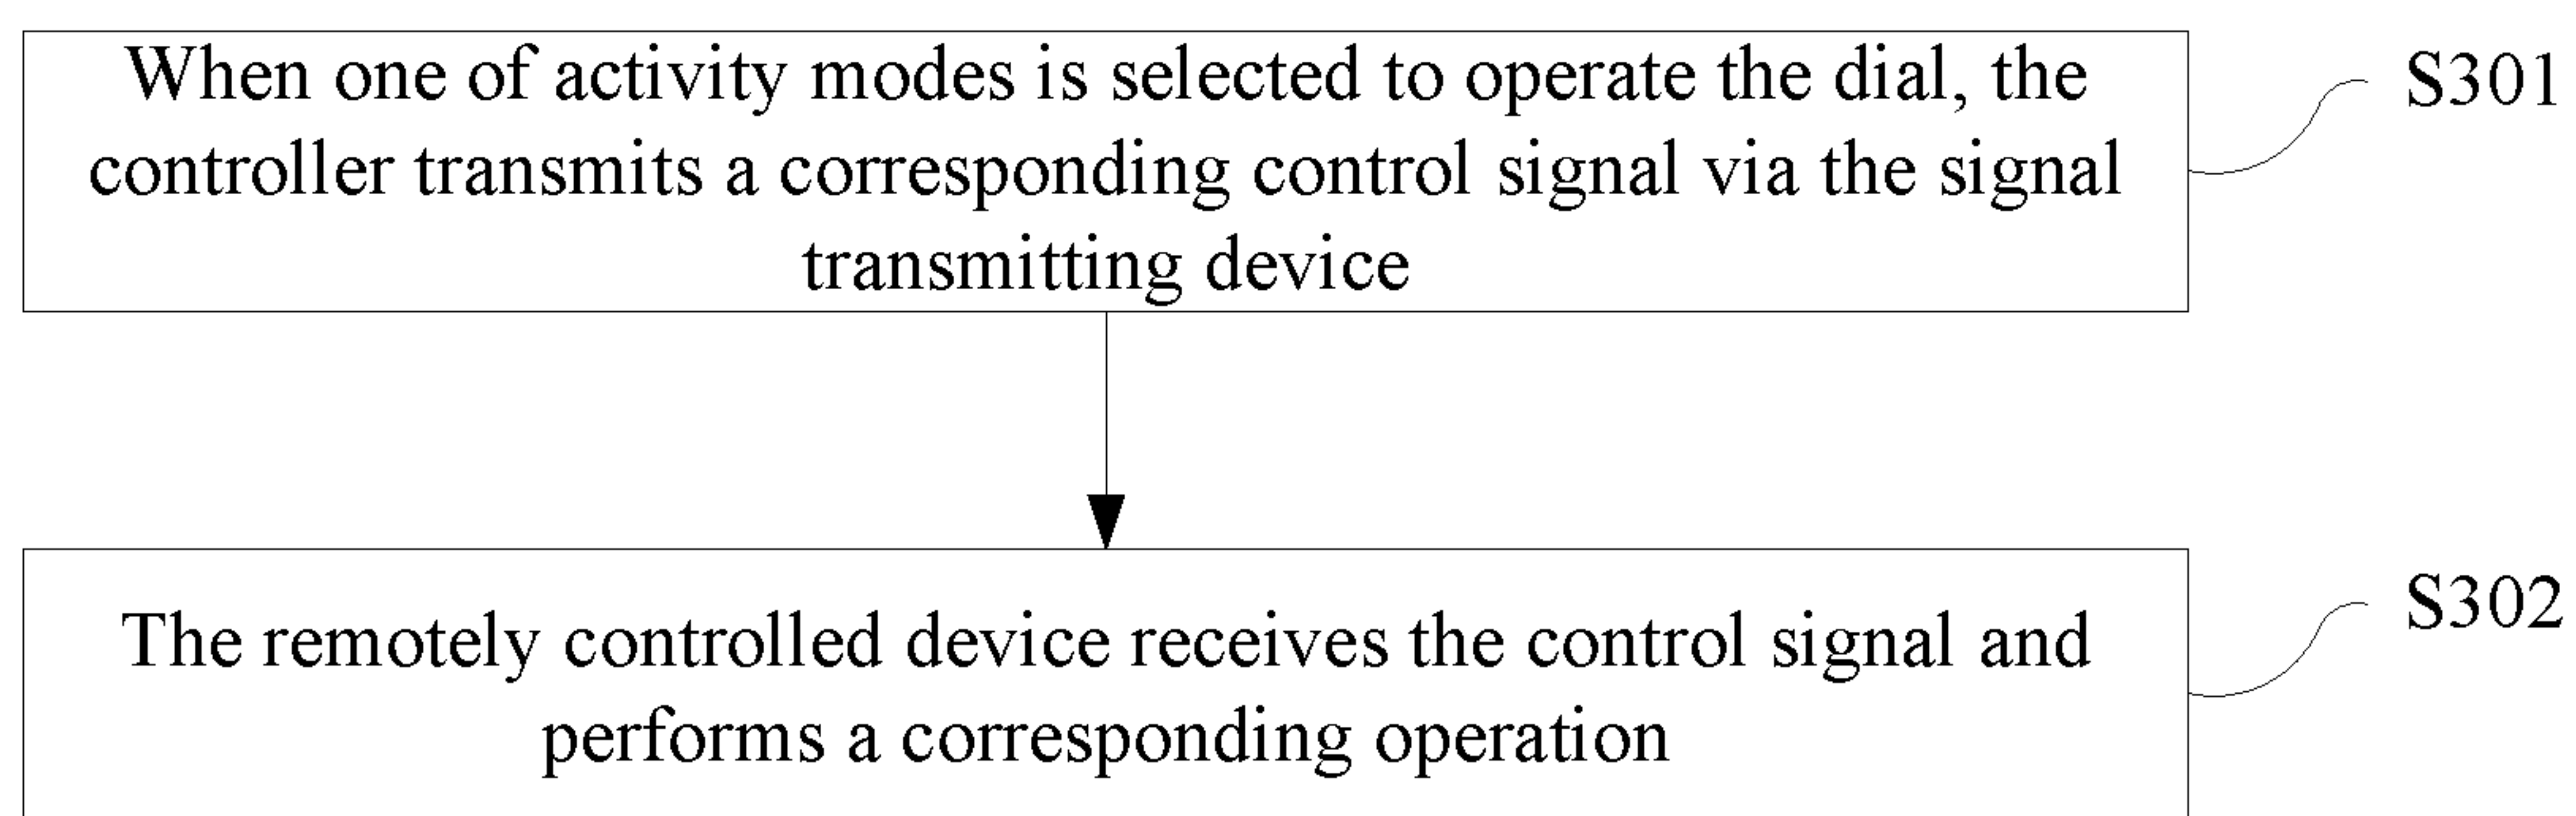 When one of activity modes is selected to operate the dial, the
controller transmits a corresponding control signal via the signal
transmitting device
S301
The remotely controlled device receives the control signal and
performs a corresponding operation
S302